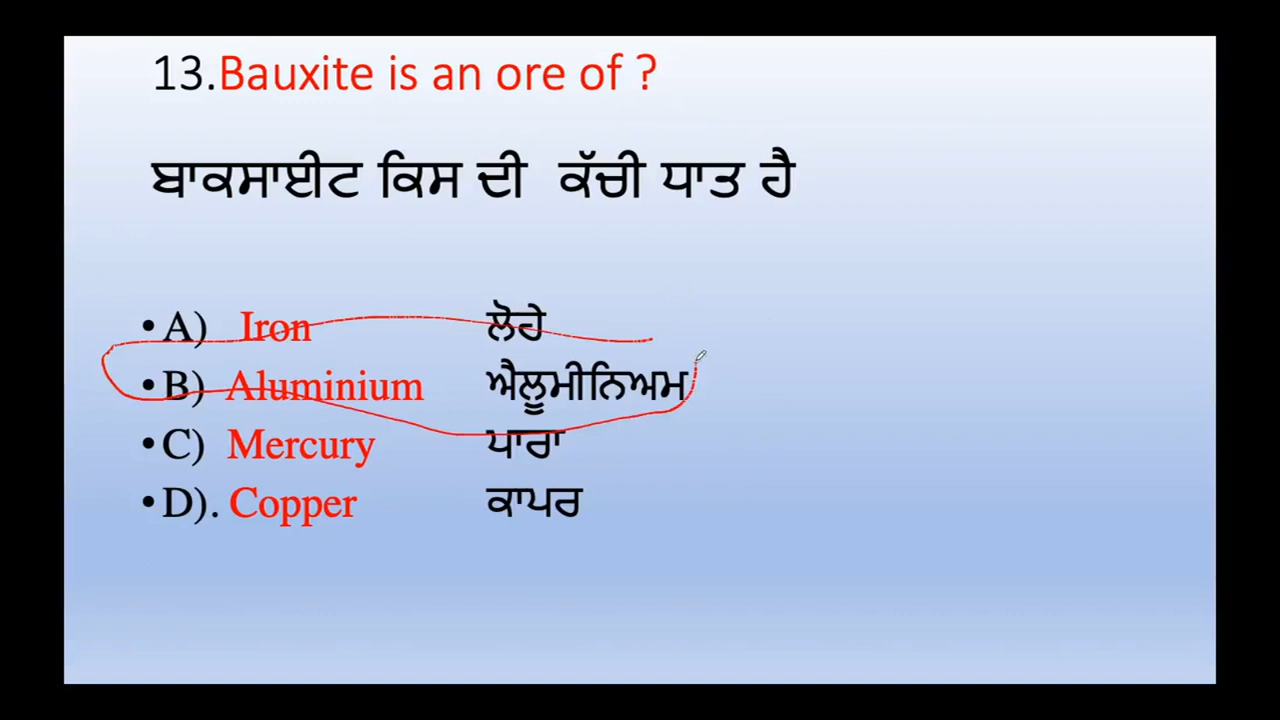 13.Bauxite is an ore of ?
ਬਾਕਸਾਈਟ ਕਿਸ ਦੀ ਕੱਚੀ ਧਾਤ ਹੈ
•A) Iron ਲੋਹੇ
•B) Aluminium ਐਲੂਮੀਨਿਅਮ
•C) Mercury ਪਾਰਾ
•D). Copper ਕਾਪਰ